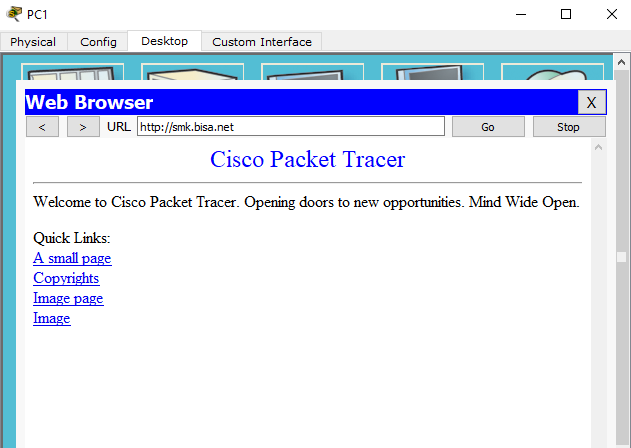 PC1
Physical Config Desktop Custom Interface
Web Browser X
< > URL http://smk.bisa.net Go Stop
Cisco Packet Tracer
Welcome to Cisco Packet Tracer. Opening doors to new opportunities. Mind Wide Open.
Quick Links:
A small page
Copyrights
Image page
Image